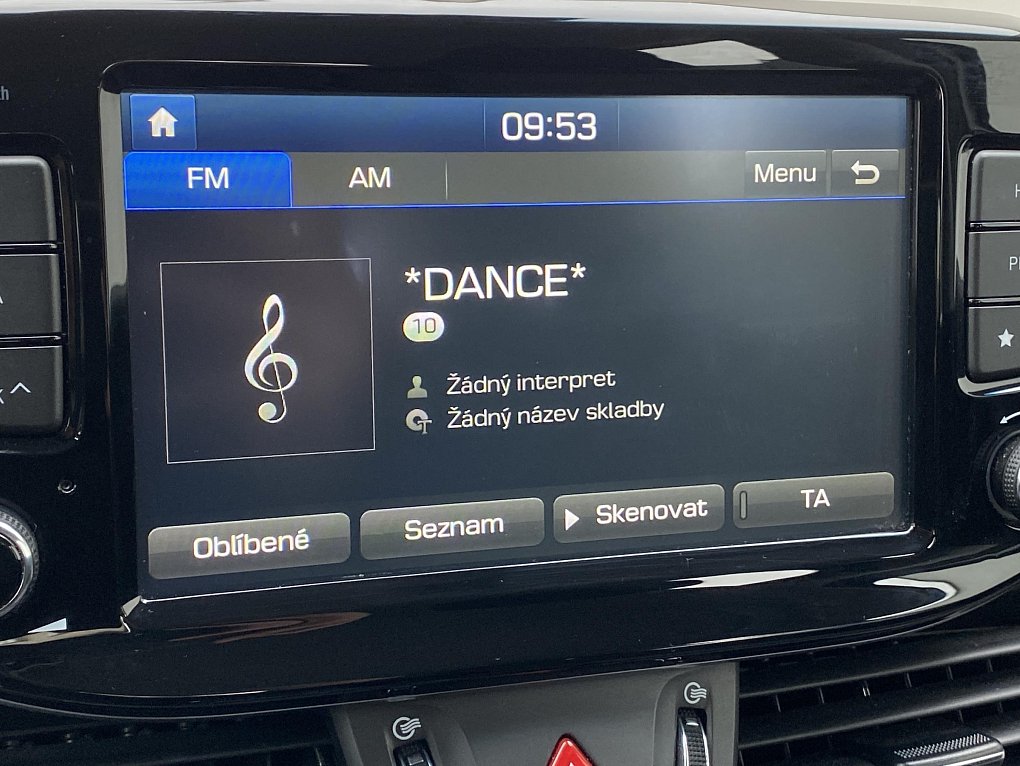 09:53
FM AM Menu
*DANCE*
10
Žádný interpret
Žádný název skladby
Oblíbené Seznam Skenovat TA